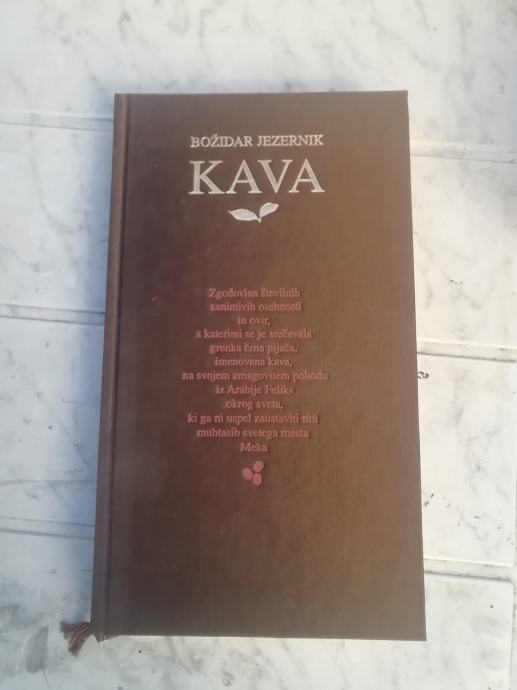 BOŽIDAR JEZERNIK
KAVA
Zgodovina številnih
zanimivih osebnosti
in ovir,
s katerimi se je srečevala
grenka črna pijača,
imenovana kava,
na svojem zmagovitem pohodu
iz Arabije Feliks
okrog sveta,
ki ga ni uspel zaustaviti niti
muhtasib svetega mesta
Meka